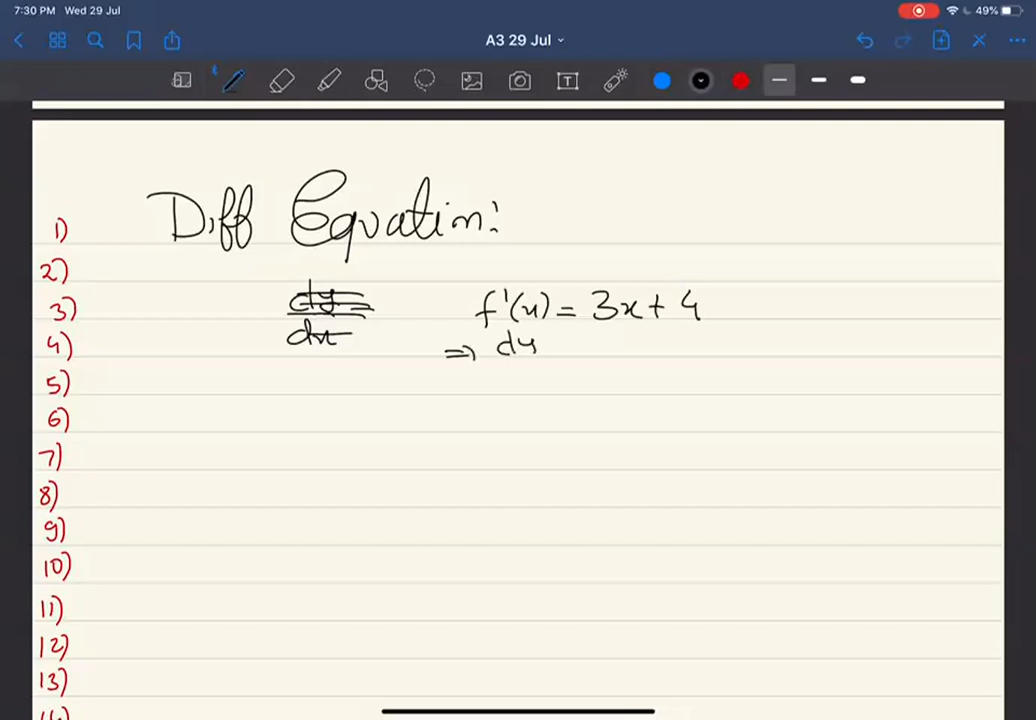 7:30 PM Wed 29 Jul
49%
A3 29 Jul
T
Diff Equation:
1)
2)
dy =
f'(x) = 3x + 4
3)
dx
⇒ dy
4)
5)
6)
7)
8)
9)
10)
11)
12)
13)
14)